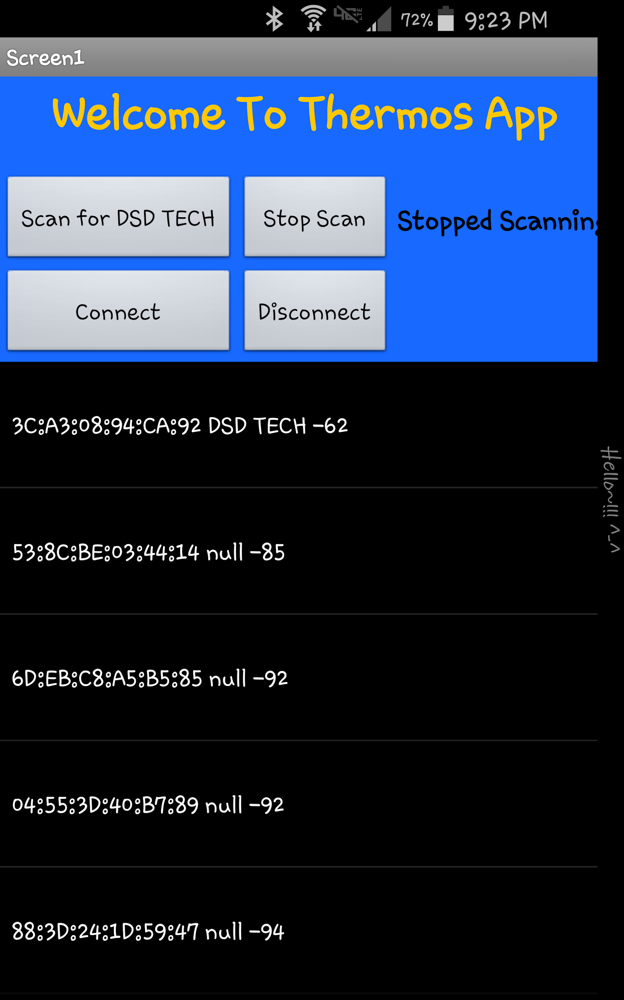 72% 9:23 PM
Screen1
Welcome To Thermos App
Scan for DSD TECH
Stop Scan
Stopped Scanning
Connect
Disconnect
3C:A3:08:94:CA:92 DSD TECH -62
53:8C:BE:03:44:14 null -85
6D:EB:C8:A5:B5:85 null -92
04:55:3D:40:B7:89 null -92
88:3D:24:1D:59:47 null -94
Hello~!!! ^_^